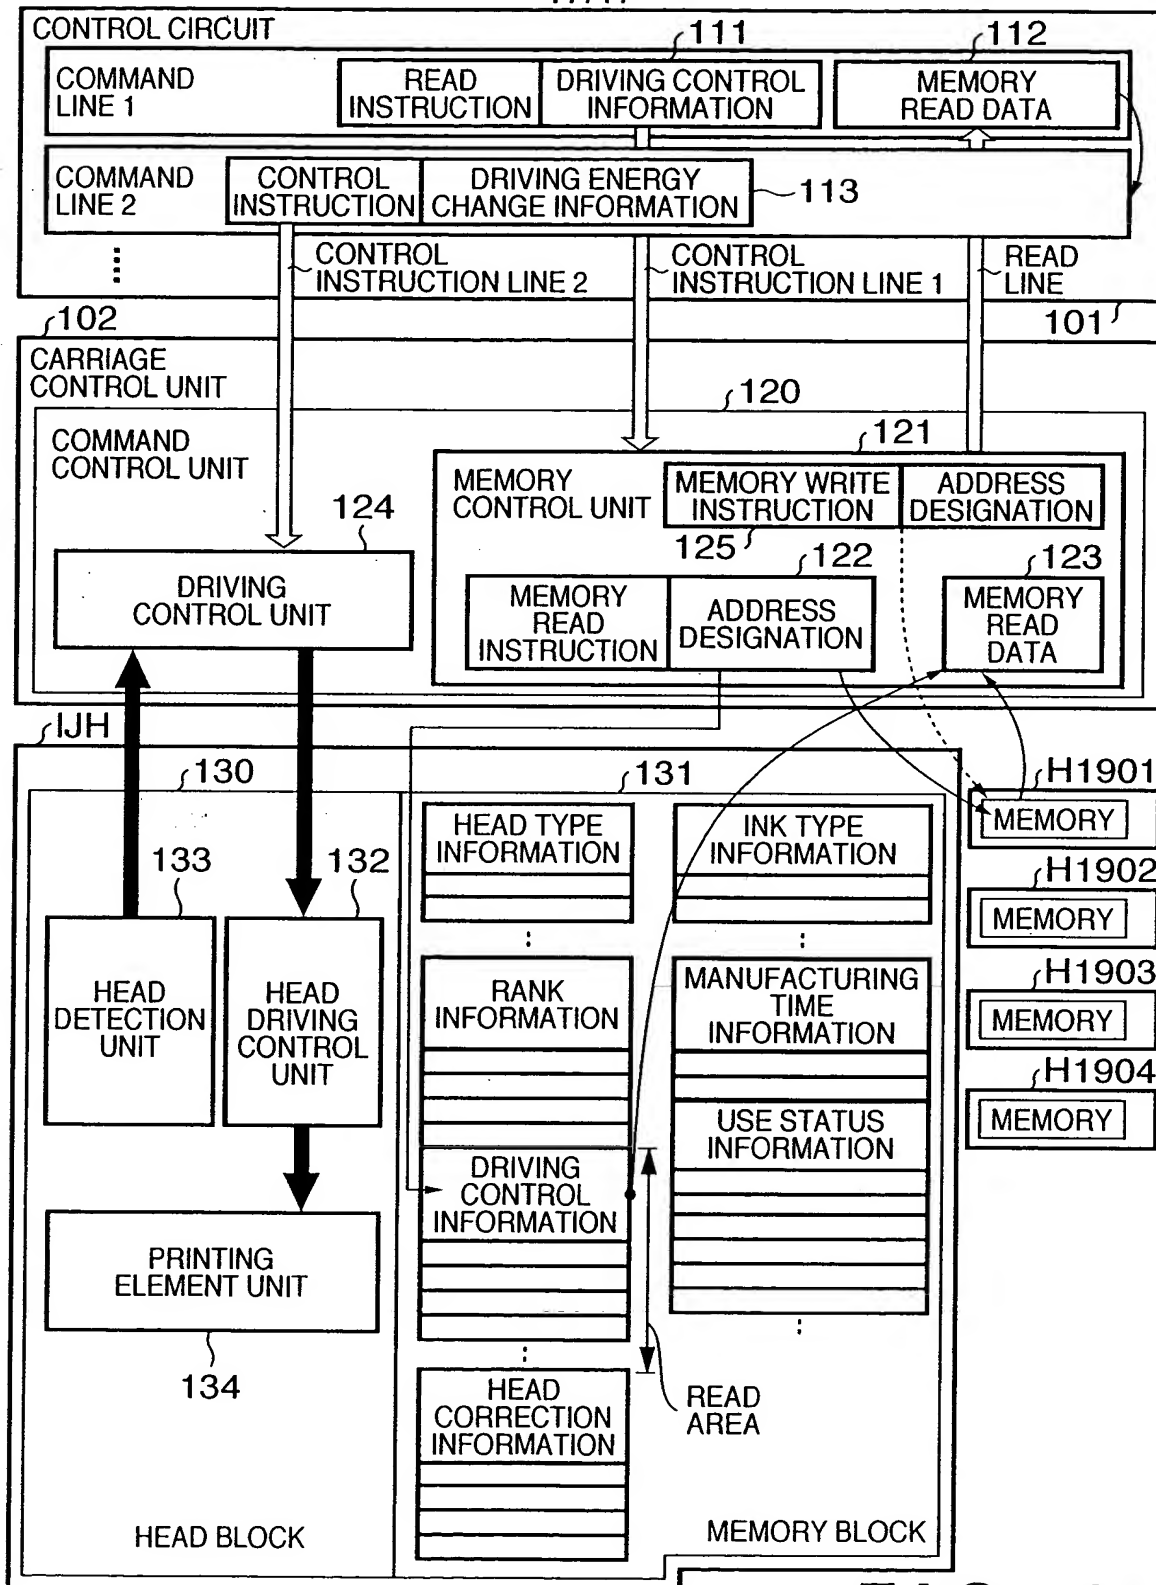 CONTROL CIRCUIT
111
112
COMMAND
LINE 1
READ
INSTRUCTION
DRIVING CONTROL
INFORMATION
MEMORY
READ DATA
COMMAND
LINE 2
CONTROL
INSTRUCTION
DRIVING ENERGY
CHANGE INFORMATION
113
CONTROL
INSTRUCTION LINE 2
CONTROL
INSTRUCTION LINE 1
READ
LINE
101
102
CARRIAGE
CONTROL UNIT
120
COMMAND
CONTROL UNIT
121
MEMORY
CONTROL UNIT
MEMORY WRITE
INSTRUCTION
ADDRESS
DESIGNATION
124
125
122
123
DRIVING
CONTROL UNIT
MEMORY
READ
INSTRUCTION
ADDRESS
DESIGNATION
MEMORY
READ
DATA
IJH
130
131
H1901
MEMORY
HEAD TYPE
INFORMATION
INK TYPE
INFORMATION
133
132
H1902
MEMORY
HEAD
DETECTION
UNIT
HEAD
DRIVING
CONTROL
UNIT
RANK
INFORMATION
MANUFACTURING
TIME
INFORMATION
H1903
MEMORY
H1904
MEMORY
USE STATUS
INFORMATION
DRIVING
CONTROL
INFORMATION
PRINTING
ELEMENT UNIT
134
HEAD
CORRECTION
INFORMATION
READ
AREA
HEAD BLOCK
MEMORY BLOCK